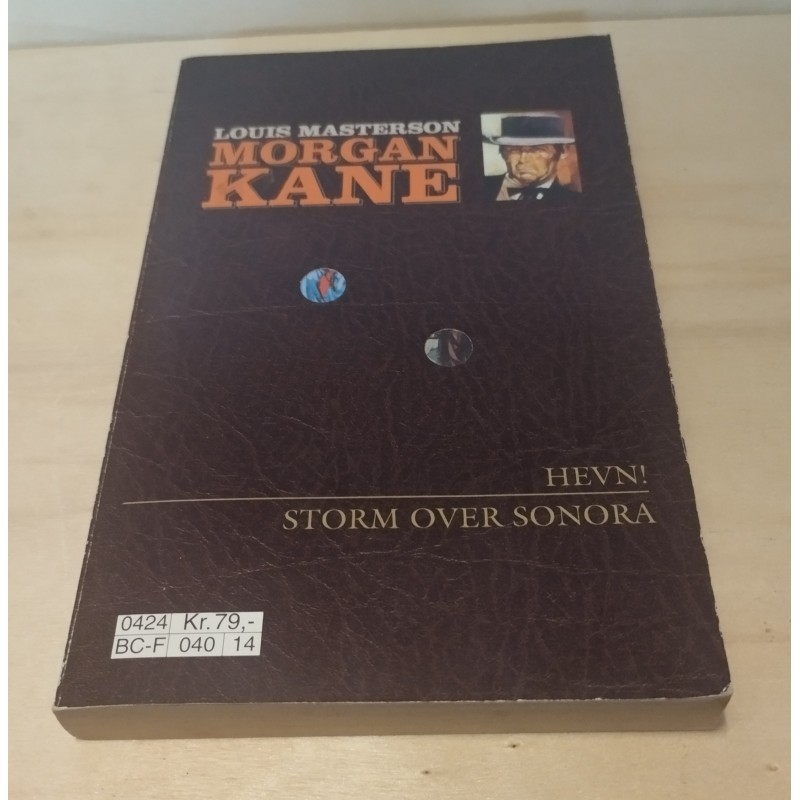 LOUIS MASTERSON
MORGAN
KANE
HEVN!
STORM OVER SONORA
0424 Kr. 79,-
BC-F 040 14